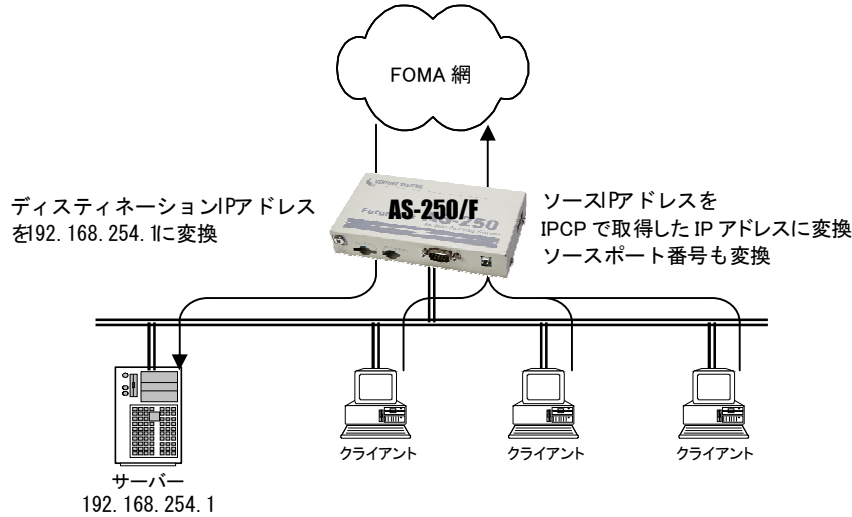 FOMA 網
ディスティネーションIPアドレス
を192.168.254.1に変換
AS-250/F
ソースIPアドレスを
IPCP で取得した IP アドレスに変換
ソースポート番号も変換
クライアント
クライアント
クライアント
サーバー
192.168.254.1